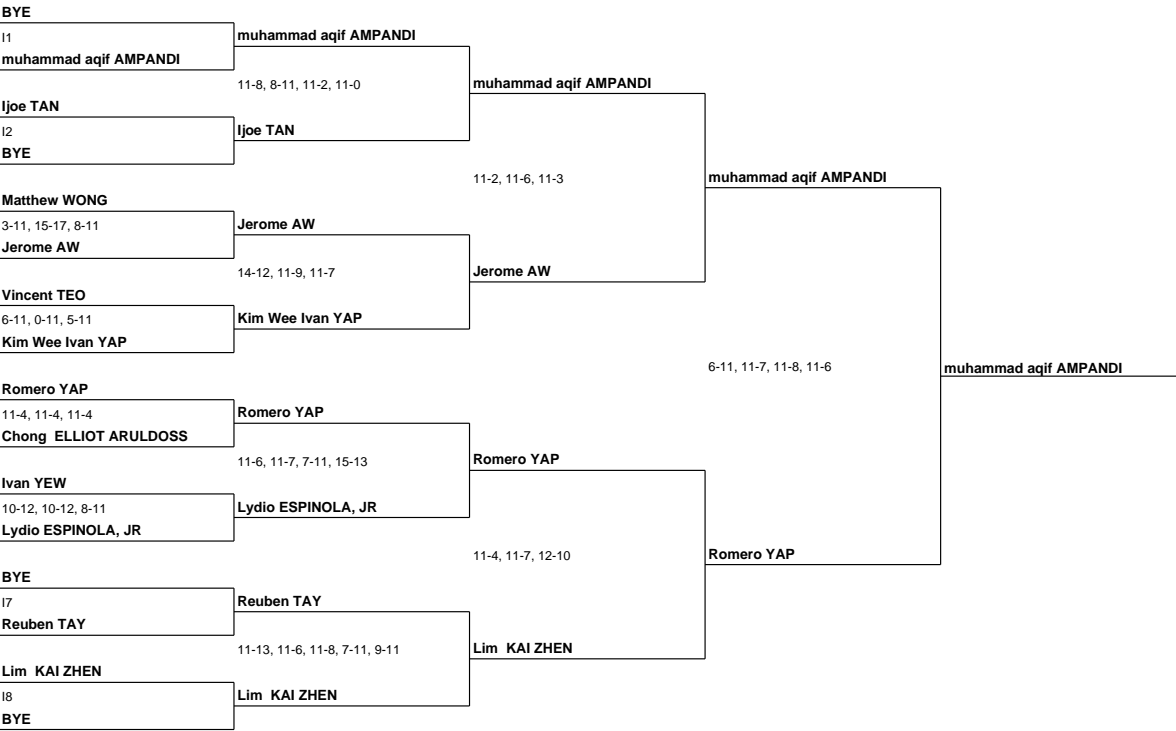 BYE
I1
muhammad aqif AMPANDI
Ijoe TAN
I2
BYE
Matthew WONG
3-11, 15-17, 8-11
Jerome AW
Vincent TEO
6-11, 0-11, 5-11
Kim Wee Ivan YAP
Romero YAP
11-4, 11-4, 11-4
Chong  ELLIOT ARULDOSS
Ivan YEW
10-12, 10-12, 8-11
Lydio ESPINOLA, JR
BYE
I7
Reuben TAY
Lim  KAI ZHEN
I8
BYE
muhammad aqif AMPANDI
11-8, 8-11, 11-2, 11-0
Ijoe TAN
Jerome AW
14-12, 11-9, 11-7
Kim Wee Ivan YAP
Romero YAP
11-6, 11-7, 7-11, 15-13
Lydio ESPINOLA, JR
Reuben TAY
11-13, 11-6, 11-8, 7-11, 9-11
Lim  KAI ZHEN
muhammad aqif AMPANDI
11-2, 11-6, 11-3
Jerome AW
Romero YAP
11-4, 11-7, 12-10
Lim  KAI ZHEN
muhammad aqif AMPANDI
6-11, 11-7, 11-8, 11-6
Romero YAP
muhammad aqif AMPANDI